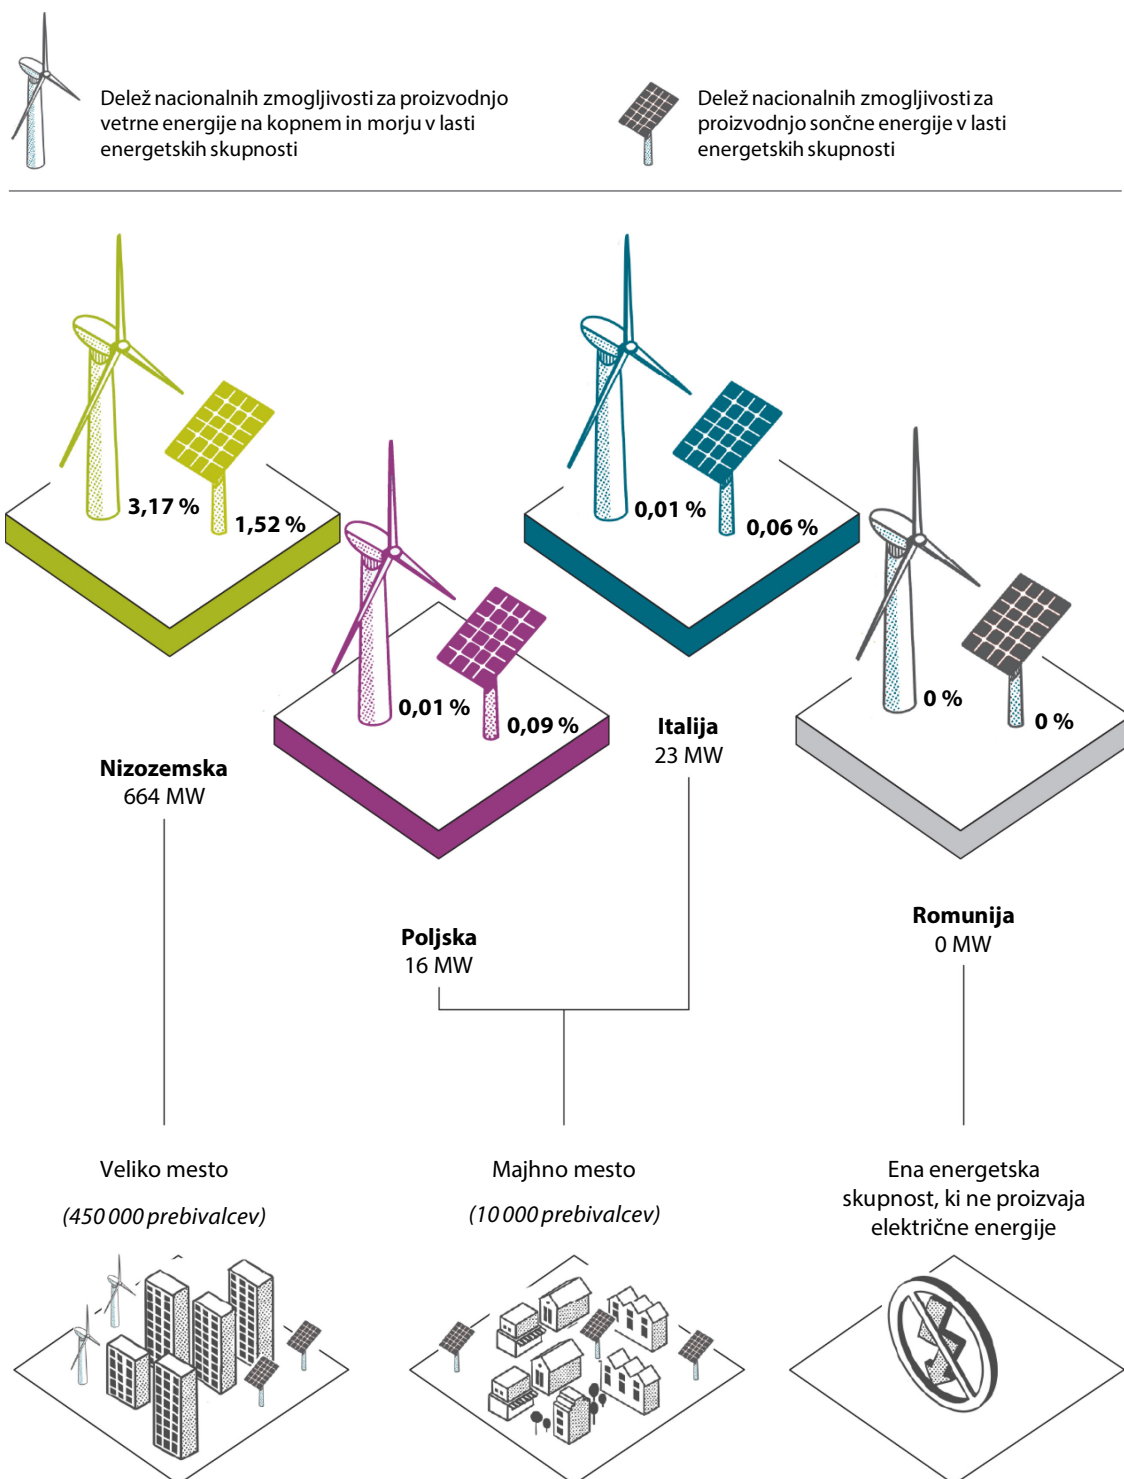 Delež nacionalnih zmogljivosti za proizvodnjo
vetrne energije na kopnem in morju v lasti
energetskih skupnosti
Delež nacionalnih zmogljivosti za
proizvodnjo sončne energije v lasti
energetskih skupnosti
3,17 %
1,52 %
0,01 %
0,06 %
0,01 %
0,09 %
0 %
0 %
Nizozemska
664 MW
Italija
23 MW
Poljska
16 MW
Romunija
0 MW
Veliko mesto
(450 000 prebivalcev)
Majhno mesto
(10 000 prebivalcev)
Ena energetska
skupnost, ki ne proizvaja
električne energije